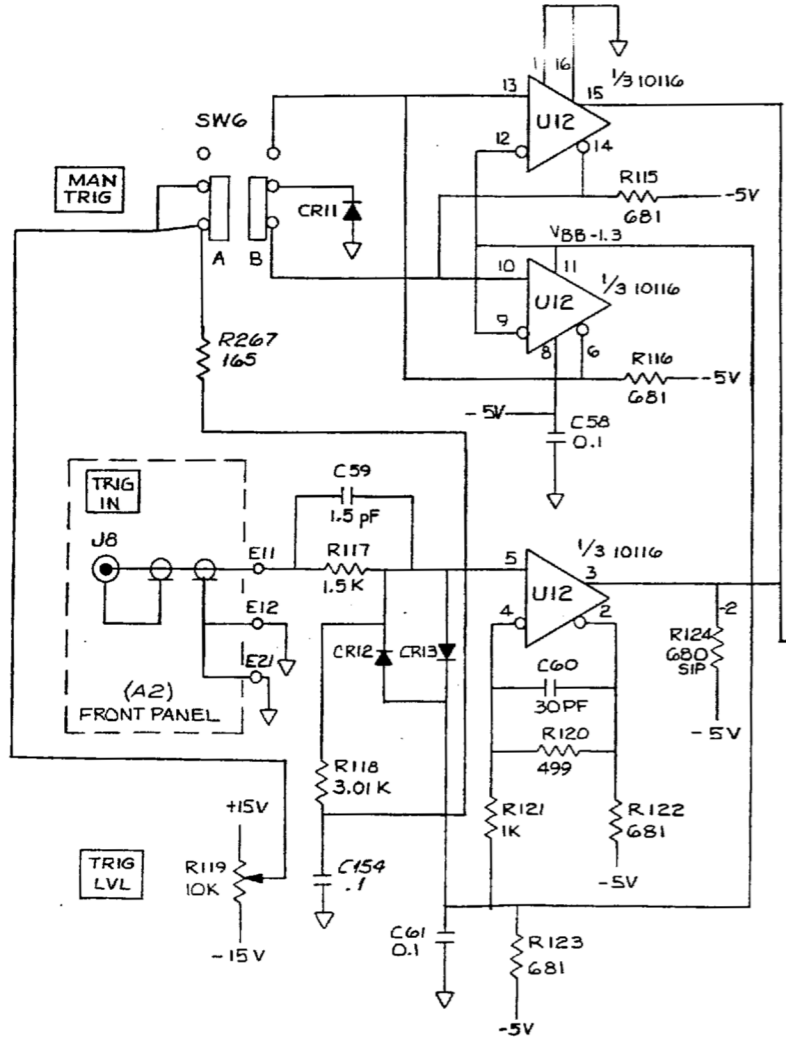 1 16
1/3 10116
13
15
SW6
U12
12
14
MAN
TRIG
R115
681
-5V
CR11
VBB -1.3
A B
10
11
1/3 10116
U12
9
8
6
R116
681
-5V
R267
165
-5V
C58
0.1
TRIG
IN
C59
1.5 pF
J8
E11
R117
1.5K
5
1/3 10116
3
U12
4
2
-2
E12
R124
680
SIP
CR12
CR13
C60
30PF
E21
(A2)
FRONT PANEL
-5V
R120
499
R118
3.01K
R121
1K
R122
681
+15V
TRIG
LVL
R119
10K
C154
.1
-5V
-15V
C61
0.1
R123
681
-5V